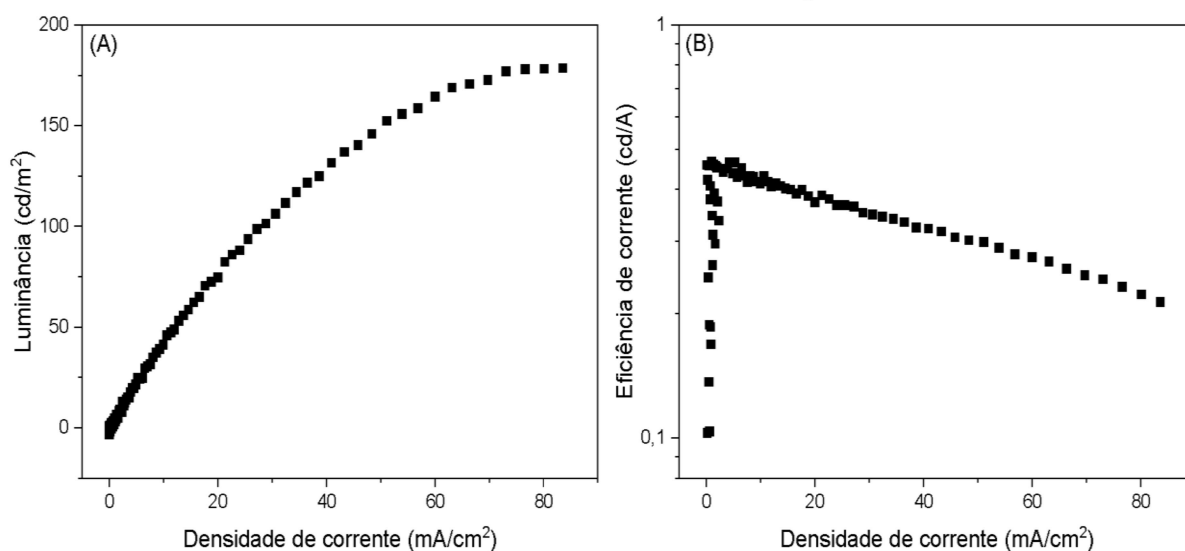 (A)
Luminância (cd/m²)
200
150
100
50
0
0 20 40 60 80
Densidade de corrente (mA/cm²)
(B)
Eficiência de corrente (cd/A)
1
0,1
0 20 40 60 80
Densidade de corrente (mA/cm²)